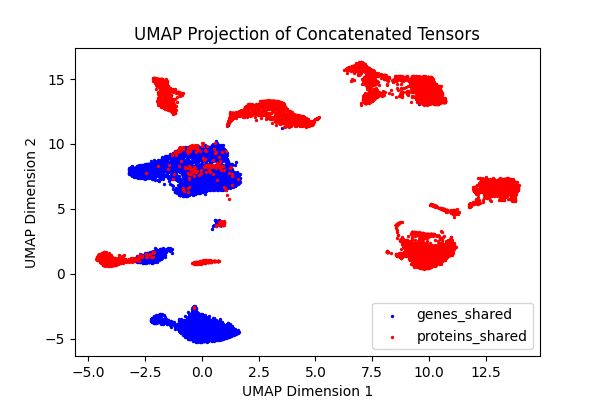 UMAP Projection of Concatenated Tensors
UMAP Dimension 2
15
10
5
0
−5
−5.0
−2.5
0.0
2.5
5.0
7.5
10.0
12.5
UMAP Dimension 1
genes_shared
proteins_shared